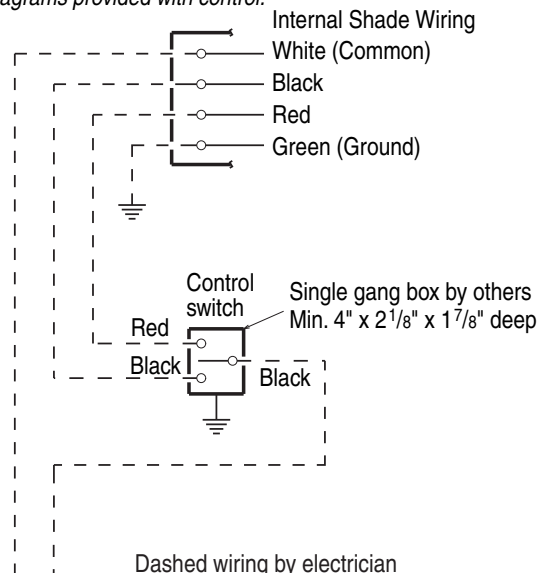 agrams provided with control.
Internal Shade Wiring
White (Common)
Black
Red
Green (Ground)
Control
switch
Single gang box by others
Min. 4" x 2 1/8" x 1 7/8" deep
Red
Black
Black
Dashed wiring by electrician